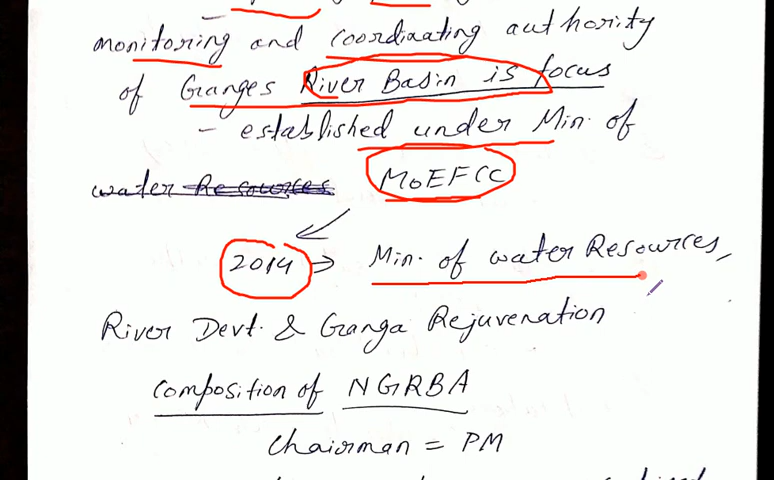 monitoring and coordinating authority
of Ganges River Basin is focus
- established under Min. of
water Resources MoEFCC
2014 ⇒ Min. of water Resources,
River Devt. & Ganga Rejuvenation
composition of NGRBA
Chairman = PM